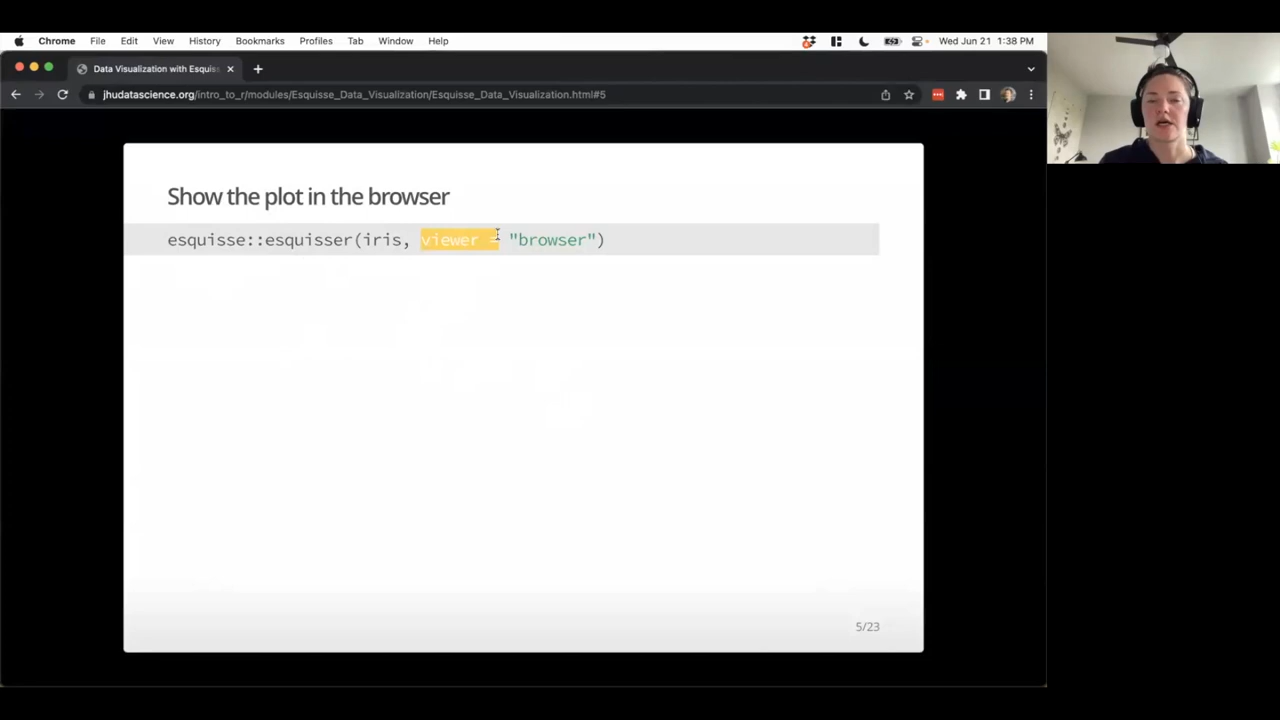 Chrome File Edit View History Bookmarks Profiles Tab Window Help Wed Jun 21 1:38 PM
Data Visualization with Esquiss
jhudatascience.org/intro_to_r/modules/Esquisse_Data_Visualization/Esquisse_Data_Visualization.html#5
Show the plot in the browser
esquisse::esquisser(iris, viewer = "browser")
5/23